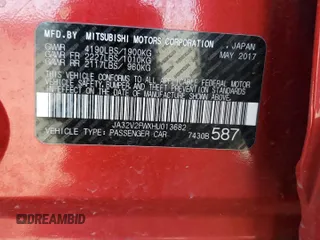 MFD.BY MITSUBISHI MOTORS CORPORATION, JAPAN
GVWR 4190LBS/1900KG MAY 2017
GAWR FR 2227LBS/1010KG
GAWR RR 2117LBS/ 960KG
THIS VEHICLE CONFORMS TO ALL APPLICABLE FEDERAL
MOTOR VEHICLE SAFETY, BUMPER, AND THEFT PREVENTION
STANDARDS IN EFFECT ON THE DATE OF MANUFACTURE
SHOWN ABOVE.
JA32V2FWXHU013682
VEHICLE TYPE: PASSENGER CAR 7430B 587
©DREAMBID